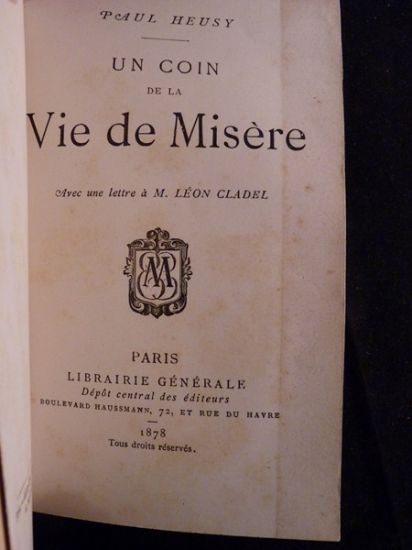 PAUL HEUSY
UN COIN
DE LA
Vie de Misère
Avec une lettre à M. LÉON CLADEL
PARIS
LIBRAIRIE GÉNÉRALE
Dépôt central des éditeurs
BOULEVARD HAUSSMANN, 72, ET RUE DU HAVRE
1878
Tous droits réservés.